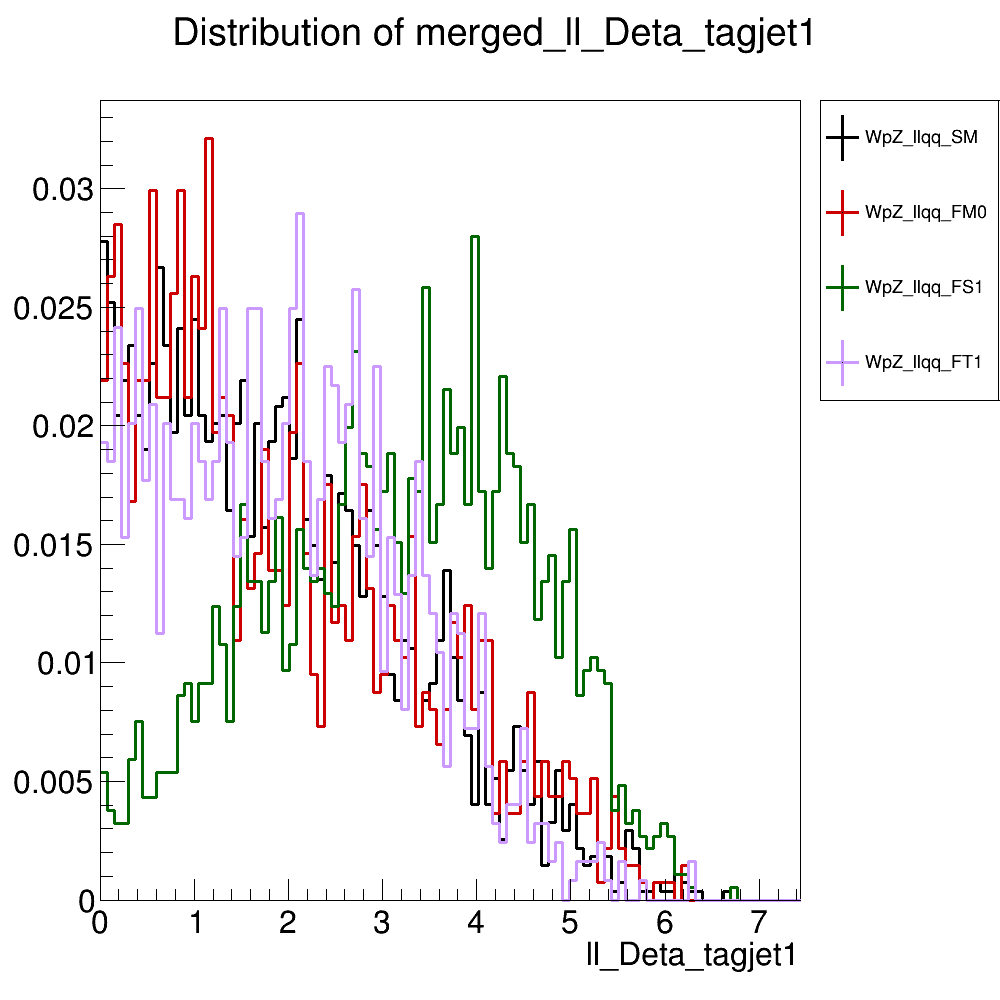 Distribution of merged_ll_Deta_tagjet1
WpZ_llqq_SM
WpZ_llqq_FM0
WpZ_llqq_FS1
WpZ_llqq_FT1
0.03
0.025
0.02
0.015
0.01
0.005
0
0 1 2 3 4 5 6 7
ll_Deta_tagjet1